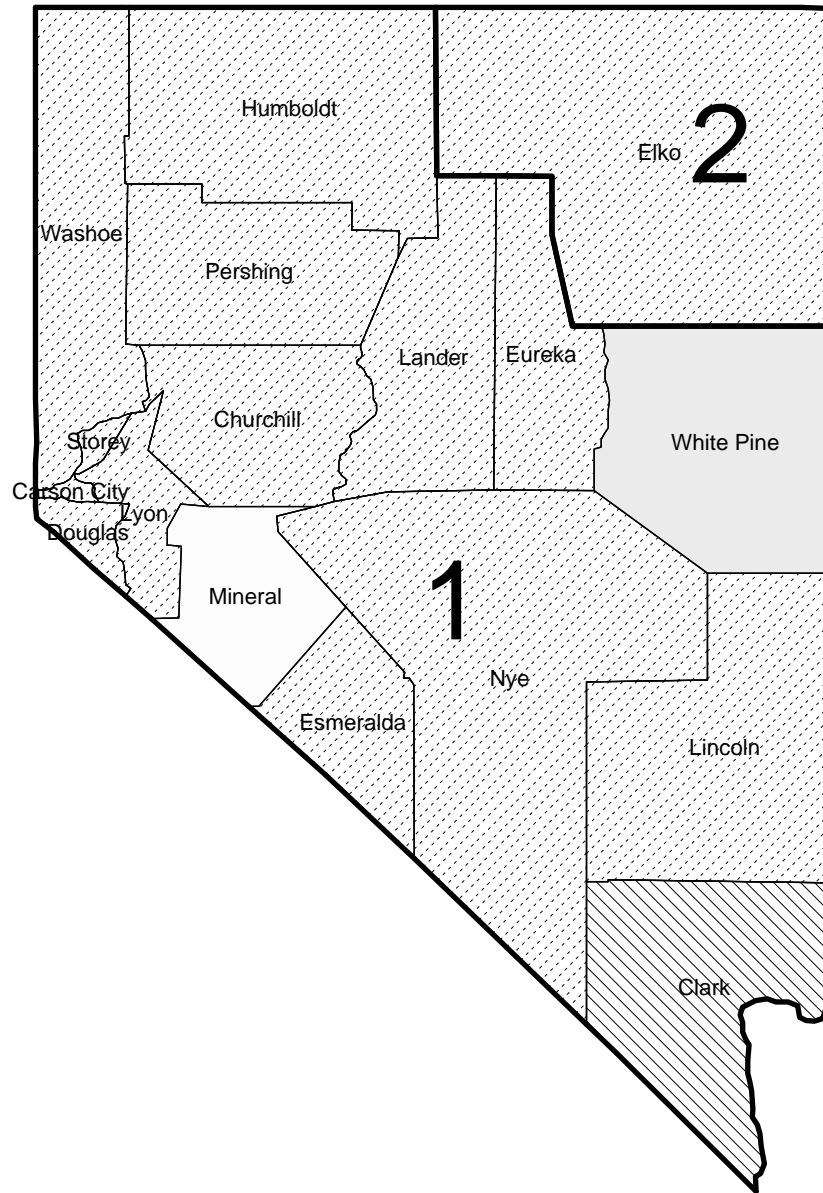 Humboldt
Elko
2
Washoe
Pershing
Lander
Eureka
Churchill
Storey
White Pine
Carson City
Lyon
Douglas
1
Mineral
Nye
Esmeralda
Lincoln
Clark